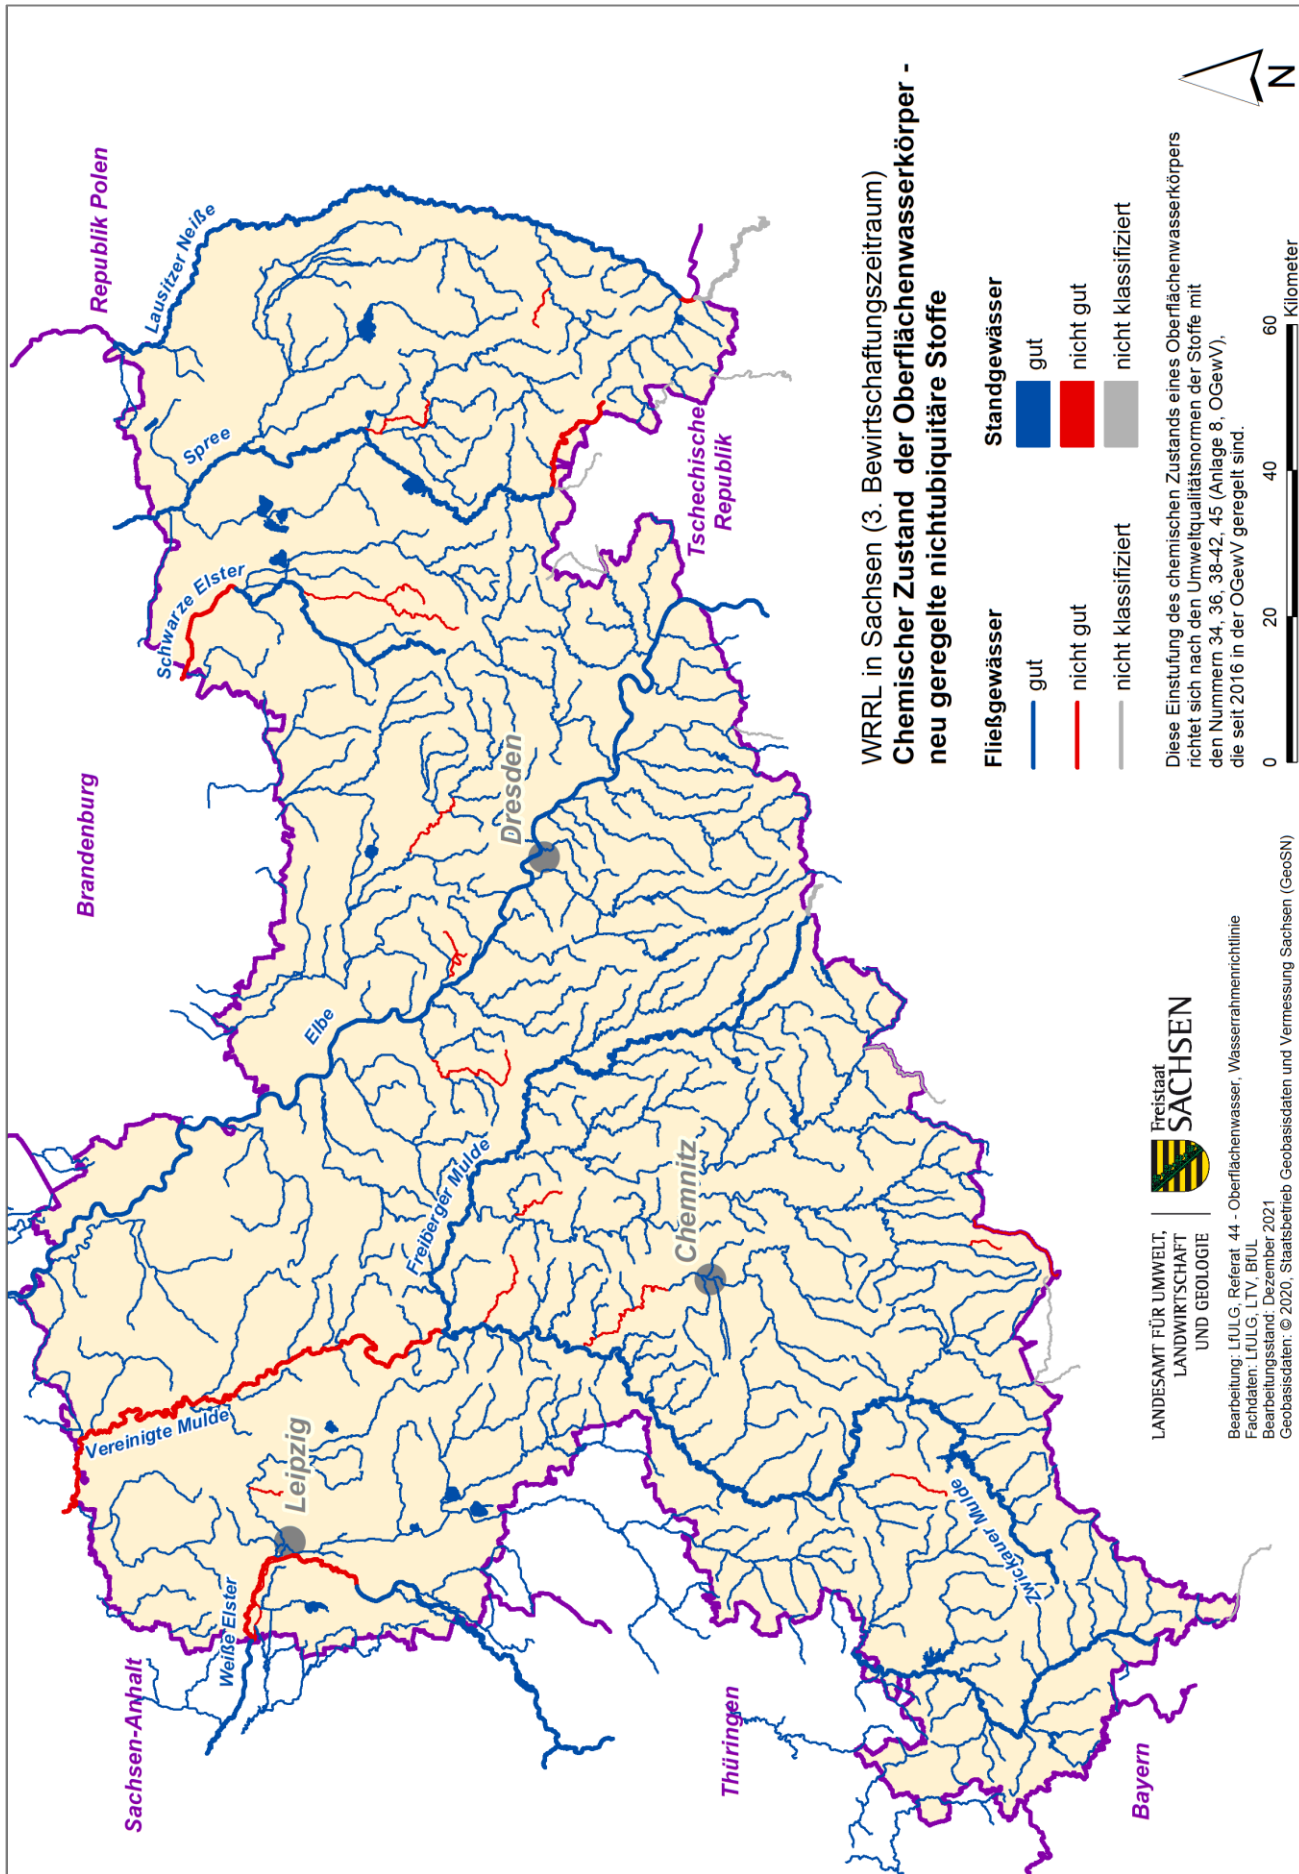 WRRL in Sachsen (3. Bewirtschaftungszeitraum)
Chemischer Zustand der Oberflächenwasserkörper -
neu geregelte nichtubiquitäre Stoffe
Fließgewässer
gut
nicht gut
nicht klassifiziert
Standgewässer
gut
nicht gut
nicht klassifiziert
Diese Einstufung des chemischen Zustands eines Oberflächenwasserkörpers
richtet sich nach den Umweltqualitätsnormen der Stoffe mit
den Nummern 34, 36, 38-42, 45 (Anlage 8, OGewV),
die seit 2016 in der OGewV geregelt sind.
0
20
40
60
Kilometer
N
Sachsen-Anhalt
Brandenburg
Republik Polen
Tschechische
Republik
Thüringen
Bayern
Weiße Elster
Vereinigte Mulde
Leipzig
Freiberger Mulde
Elbe
Schwarze Elster
Spree
Lausitzer Neiße
Dresden
Chemnitz
Zwickauer Mulde
LANDESAMT FÜR UMWELT,
LANDWIRTSCHAFT
UND GEOLOGIE
Freistaat
SACHSEN
Bearbeitung: LfULG, Referat 44 - Oberflächenwasser, Wasserrahmenrichtlinie
Fachdaten: LfULG, LTV, BfUL
Bearbeitungsstand: Dezember 2021
Geobasisdaten: © 2020, Staatsbetrieb Geobasisdaten und Vermessung Sachsen (GeoSN)